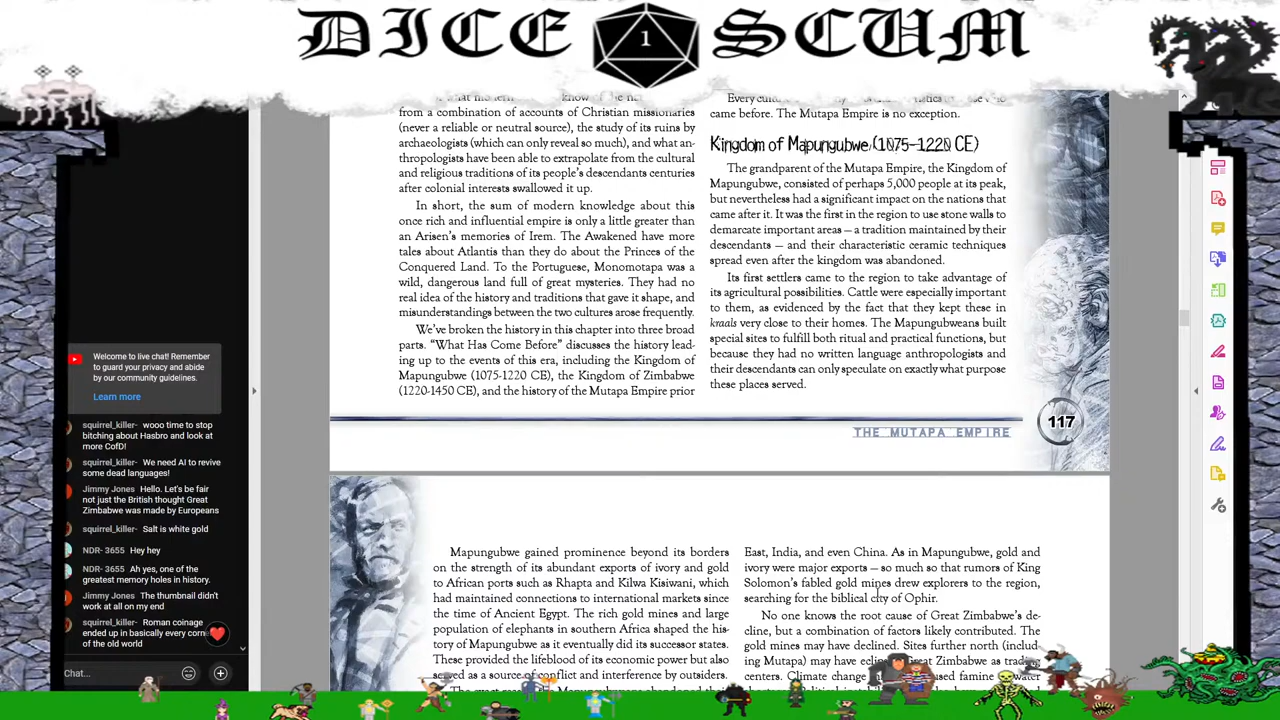 DICE SCUM
1
from a combination of accounts of Christian missionaries
(never a reliable or neutral source), the study of its ruins by
archaeologists (which can only reveal so much), and what an-
thropologists have been able to extrapolate from the cultural
and religious traditions of its people's descendants centuries
after colonial interests swallowed it up.
In short, the sum of modern knowledge about this
once rich and influential empire is only a little greater than
an Arisen's memories of Irem. The Awakened have more
tales about Atlantis than they do about the Princes of the
Conquered Land. To the Portuguese, Monomotapa was a
wild, dangerous land full of great mysteries. They had no
real idea of the history and traditions that gave it shape, and
misunderstandings between the two cultures arose frequently.
We've broken the history in this chapter into three broad
parts. "What Has Come Before" discusses the history lead-
ing up to the events of this era, including the Kingdom of
Mapungubwe (1075-1220 CE), the Kingdom of Zimbabwe
(1220-1450 CE), and the history of the Mutapa Empire prior
came before. The Mutapa Empire is no exception.
Kingdom of Mapungubwe (1075–1220 CE)
The grandparent of the Mutapa Empire, the Kingdom of
Mapungubwe, consisted of perhaps 5,000 people at its peak,
but nevertheless had a significant impact on the nations that
came after it. It was the first in the region to use stone walls to
demarcate important areas — a tradition maintained by their
descendants — and their characteristic ceramic techniques
spread even after the kingdom was abandoned.
Its first settlers came to the region to take advantage of
its agricultural possibilities. Cattle were especially important
to them, as evidenced by the fact that they kept these in
kraals very close to their homes. The Mapungubweans built
special sites to fulfill both ritual and practical functions, but
because they had no written language anthropologists and
their descendants can only speculate on exactly what purpose
these places served.
THE MUTAPA EMPIRE
117
Mapungubwe gained prominence beyond its borders
on the strength of its abundant exports of ivory and gold
to African ports such as Rhapta and Kilwa Kisiwani, which
had maintained connections to international markets since
the time of Ancient Egypt. The rich gold mines and large
population of elephants in southern Africa shaped the his-
tory of Mapungubwe as it eventually did its successor states.
These provided the lifeblood of its economic power but also
served as a source of conflict and interference by outsiders.
East, India, and even China. As in Mapungubwe, gold and
ivory were major exports — so much so that rumors of King
Solomon's fabled gold mines drew explorers to the region,
searching for the biblical city of Ophir.
No one knows the root cause of Great Zimbabwe's de-
cline, but a combination of factors likely contributed. The
gold mines may have declined. Sites further north (includ-
ing Mutapa) may have Great Zimbabwe as
centers. Climate famine
Welcome to live chat! Remember
to guard your privacy and abide
by our community guidelines.
Learn more
squirrel_killer- wooo time to stop
bitching about Hasbro and look at
more CofD!
squirrel_killer- We need AI to revive
some dead languages!
Jimmy Jones Hello. Let's be fair
not just the British thought Great
Zimbabwe was made by Europeans
squirrel_killer- Salt is white gold
NDR- 3655 Hey hey
NDR- 3655 Ah yes, one of the
greatest memory holes in history.
Jimmy Jones The thumbnail didn't
work at all on my end
squirrel_killer- Roman coinage
ended up in basically every
of the old world
Chat...